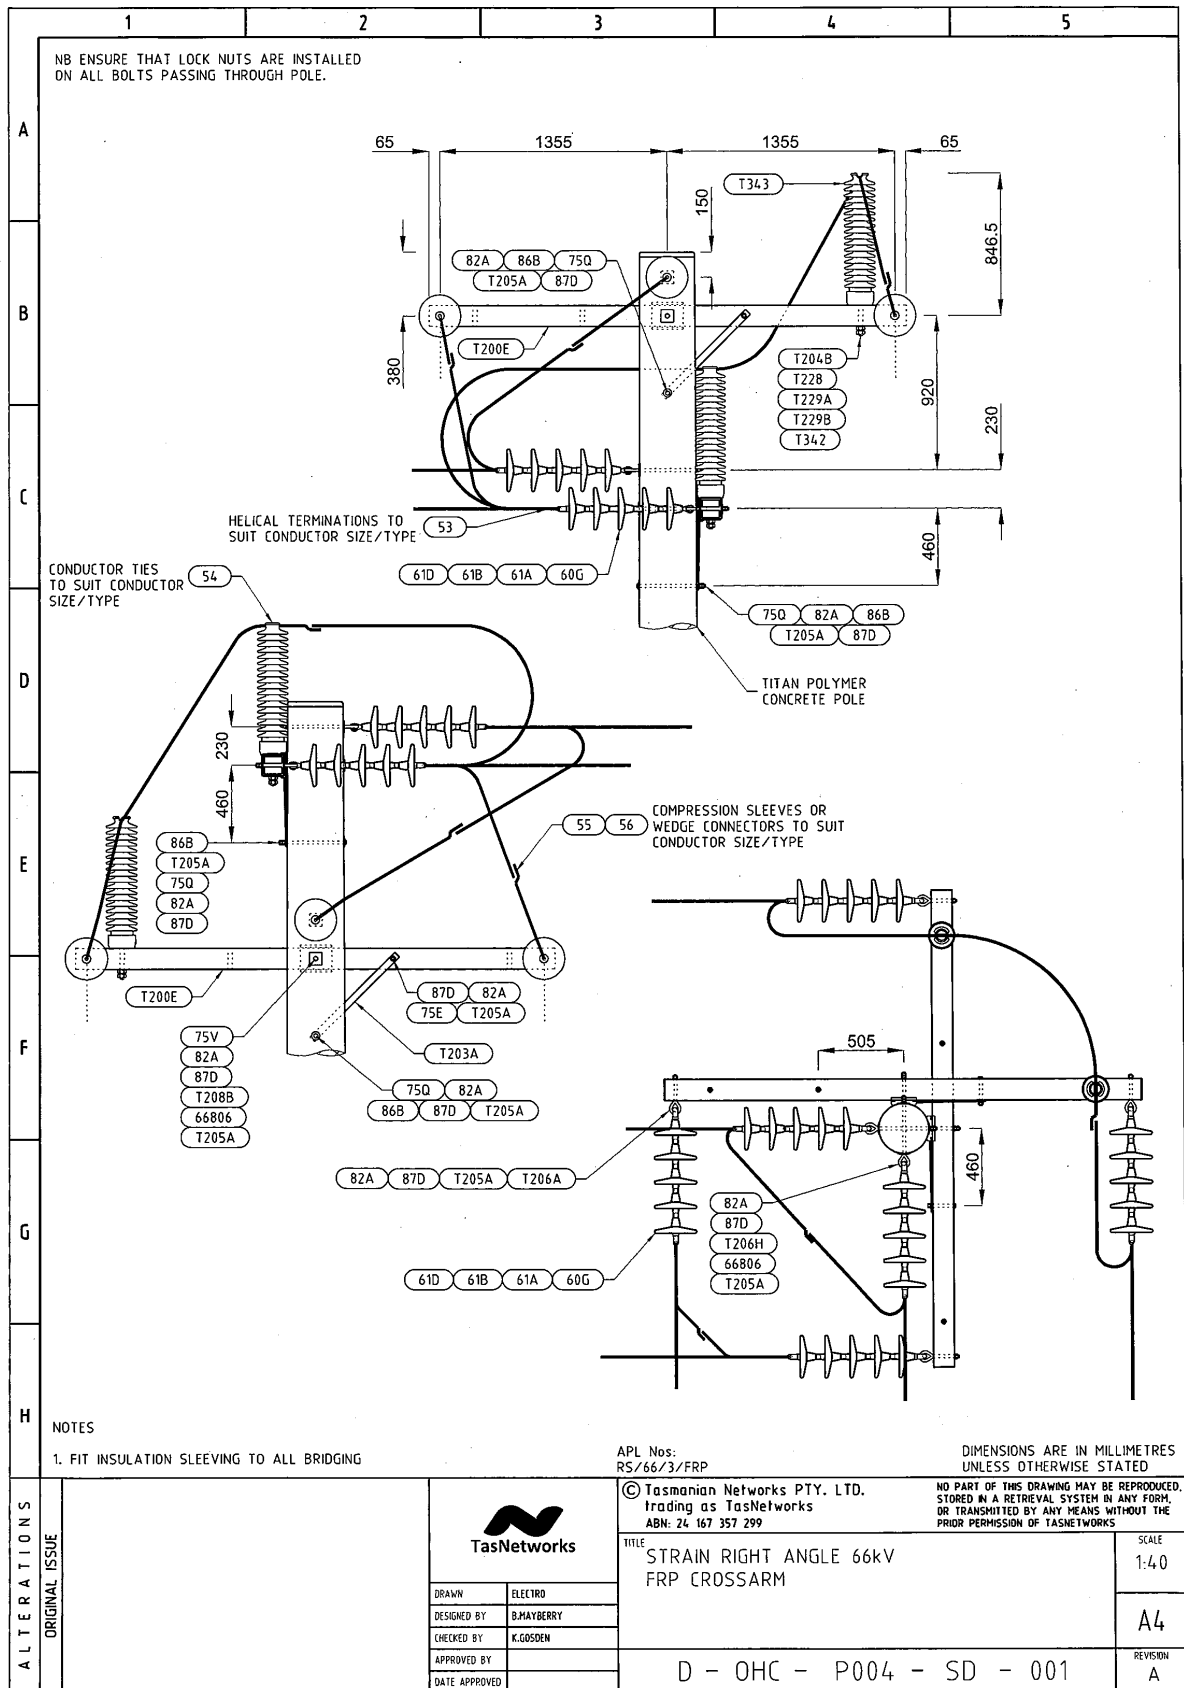 1 2 3 4 5
NB ENSURE THAT LOCK NUTS ARE INSTALLED
ON ALL BOLTS PASSING THROUGH POLE.
A
65 1355 1355 65
T343
150
846.5
82A 86B 75Q
T205A 87D
B
T200E
380
T204B
T228
T229A
T229B
T342
920
230
C
HELICAL TERMINATIONS TO
SUIT CONDUCTOR SIZE/TYPE
53
460
61D 61B 61A 60G
CONDUCTOR TIES
TO SUIT CONDUCTOR
SIZE/TYPE
54
75Q 82A 86B
T205A 87D
D
TITAN POLYMER
CONCRETE POLE
230
460
55 56
COMPRESSION SLEEVES OR
WEDGE CONNECTORS TO SUIT
CONDUCTOR SIZE/TYPE
E
86B
T205A
75Q
82A
87D
T200E
87D 82A
75E T205A
F
75V
82A
87D
T208B
66806
T205A
T203A
75Q 82A
86B 87D T205A
505
460
82A 87D T205A T206A
G
82A
87D
T206H
66806
T205A
61D 61B 61A 60G
H
NOTES
1. FIT INSULATION SLEEVING TO ALL BRIDGING
APL Nos:
RS/66/3/FRP
DIMENSIONS ARE IN MILLIMETRES
UNLESS OTHERWISE STATED
ALTERATIONS
ORIGINAL ISSUE
TasNetworks
© Tasmanian Networks PTY. LTD.
trading as TasNetworks
ABN: 24 167 357 299
NO PART OF THIS DRAWING MAY BE REPRODUCED,
STORED IN A RETRIEVAL SYSTEM IN ANY FORM,
OR TRANSMITTED BY ANY MEANS WITHOUT THE
PRIOR PERMISSION OF TASNETWORKS
TITLE
STRAIN RIGHT ANGLE 66kV
FRP CROSSARM
SCALE
1:40
A4
DRAWN ELECTRO
DESIGNED BY B.MAYBERRY
CHECKED BY K.GOSDEN
APPROVED BY
DATE APPROVED
D - OHC - P004 - SD - 001
REVISION
A